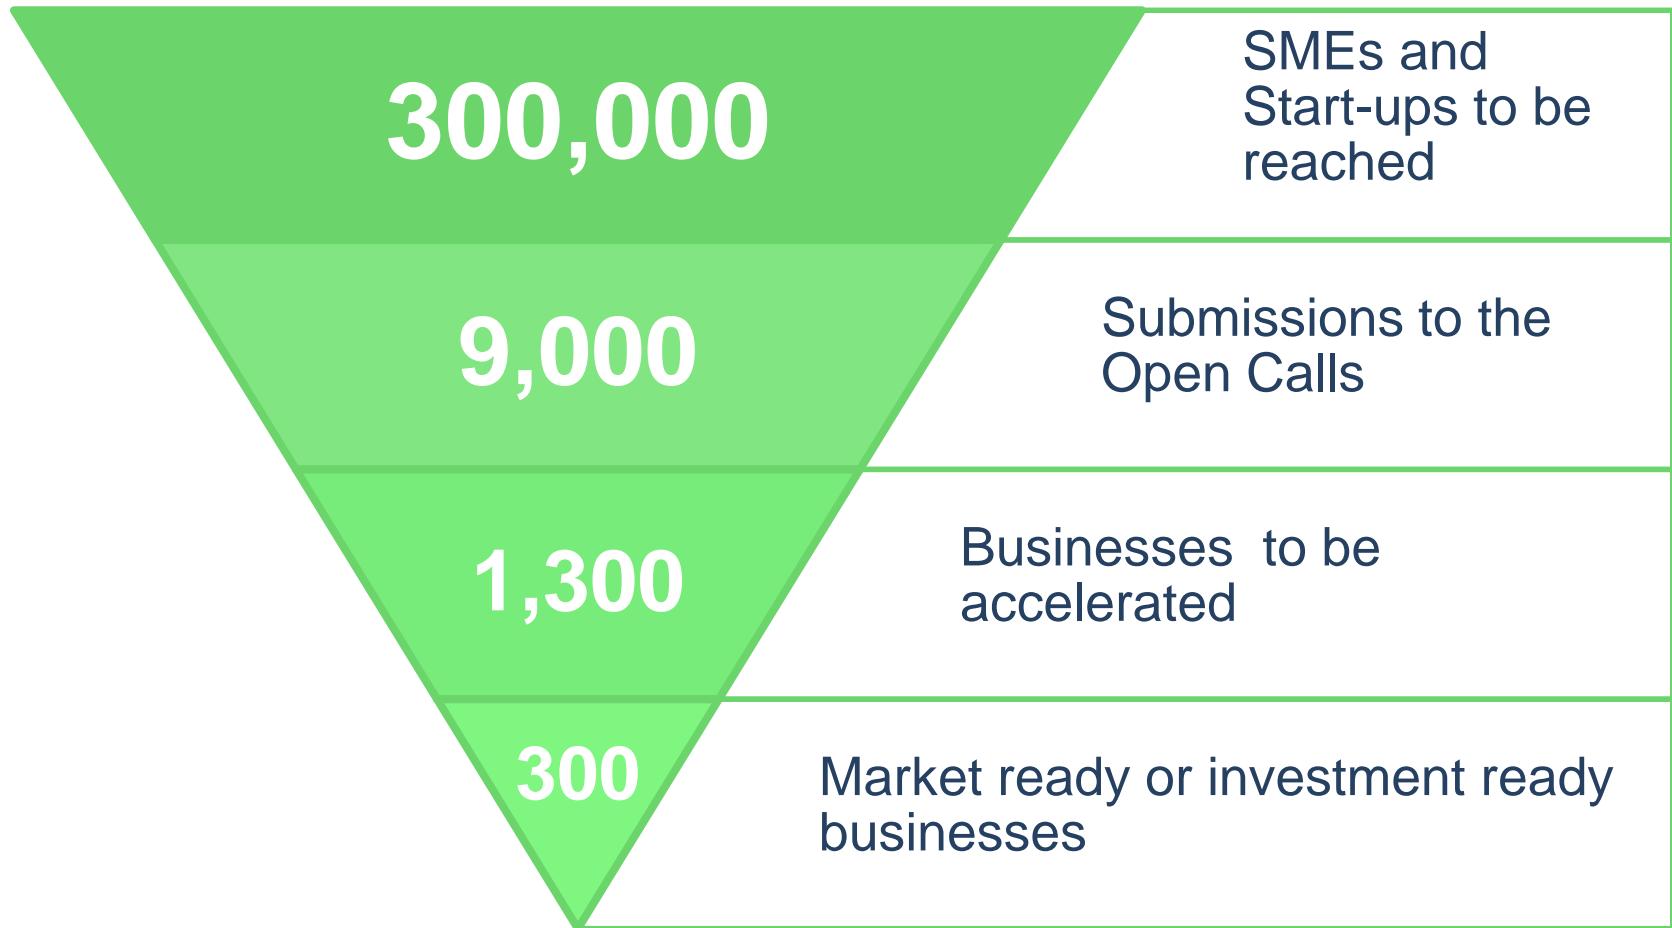 300,000
SMEs and
Start-ups to be
reached
9,000
Submissions to the
Open Calls
1,300
Businesses  to be
accelerated
300
Market ready or investment ready
businesses